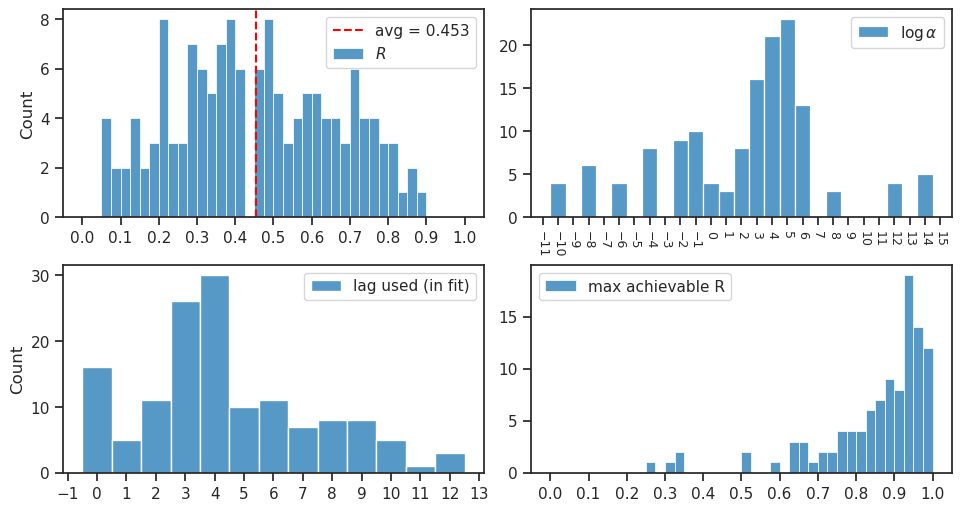 Count
8
6
4
2
0
avg = 0.453
R
0.0 0.1 0.2 0.3 0.4 0.5 0.6 0.7 0.8 0.9 1.0
20
15
10
5
0
log α
−11 −10 −9 −8 −7 −6 −5 −4 −3 −2 −1 0 1 2 3 4 5 6 7 8 9 10 11 12 13 14 15
Count
30
20
10
0
lag used (in fit)
−1 0 1 2 3 4 5 6 7 8 9 10 11 12 13
15
10
5
0
max achievable R
0.0 0.1 0.2 0.3 0.4 0.5 0.6 0.7 0.8 0.9 1.0